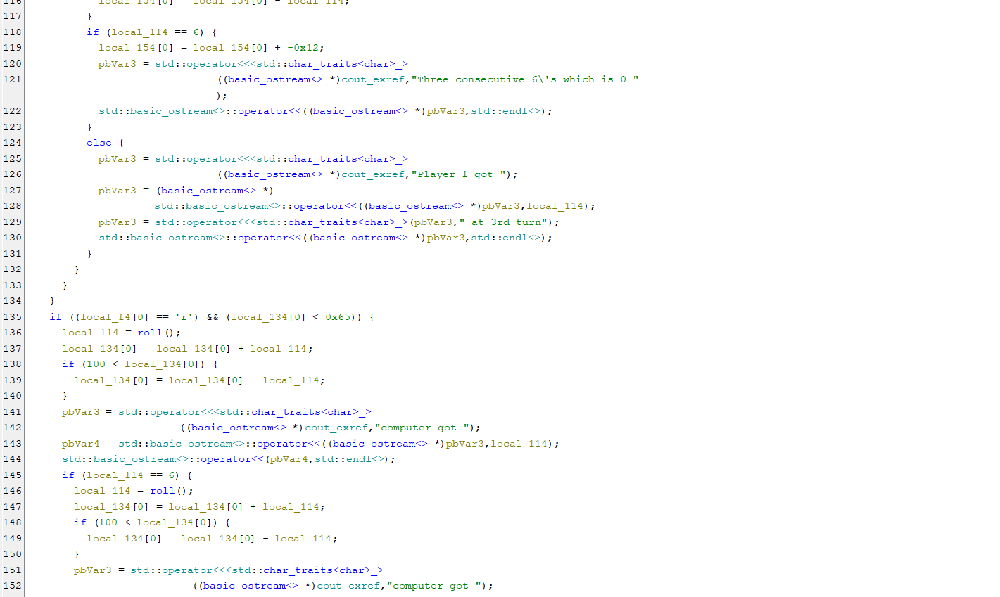 116 local_134[0] = local_134[0] - local_114;
117 }
118 if (local_114 == 6) {
119 local_154[0] = local_154[0] + -0x12;
120 pbVar3 = std::operator<<<std::char_traits<char>_>
121 ((basic_ostream<> *)cout_exref,"Three consecutive 6\'s which is 0 "
);
122 std::basic_ostream<>::operator<<((basic_ostream<> *)pbVar3,std::endl<>);
123 }
124 else {
125 pbVar3 = std::operator<<<std::char_traits<char>_>
126 ((basic_ostream<> *)cout_exref,"Player 1 got ");
127 pbVar3 = (basic_ostream<> *)
128 std::basic_ostream<>::operator<<((basic_ostream<> *)pbVar3,local_114);
129 pbVar3 = std::operator<<<std::char_traits<char>_>(pbVar3," at 3rd turn");
130 std::basic_ostream<>::operator<<((basic_ostream<> *)pbVar3,std::endl<>);
131 }
132 }
133 }
134 }
135 if ((local_f4[0] == 'r') && (local_134[0] < 0x65)) {
136 local_114 = roll();
137 local_134[0] = local_134[0] + local_114;
138 if (100 < local_134[0]) {
139 local_134[0] = local_134[0] - local_114;
140 }
141 pbVar3 = std::operator<<<std::char_traits<char>_>
142 ((basic_ostream<> *)cout_exref,"computer got ");
143 pbVar4 = std::basic_ostream<>::operator<<((basic_ostream<> *)pbVar3,local_114);
144 std::basic_ostream<>::operator<<(pbVar4,std::endl<>);
145 if (local_114 == 6) {
146 local_114 = roll();
147 local_134[0] = local_134[0] + local_114;
148 if (100 < local_134[0]) {
149 local_134[0] = local_134[0] - local_114;
150 }
151 pbVar3 = std::operator<<<std::char_traits<char>_>
152 ((basic_ostream<> *)cout_exref,"computer got ");